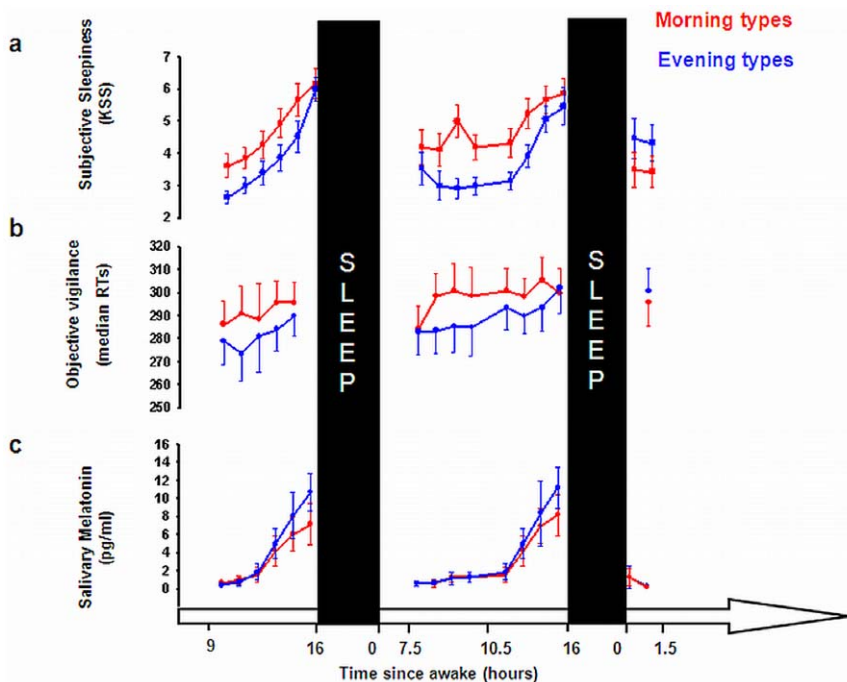 Morning types
Evening types
a
Subjective Sleepiness
(KSS)
7
6
5
4
3
2
b
Objective vigilance
(median RTs)
320
310
300
290
280
270
260
250
c
Salivary Melatonin
(pg/ml)
16
14
12
10
8
6
4
2
0
SLEEP
SLEEP
9 16 0 7.5 10.5 16 0 1.5
Time since awake (hours)